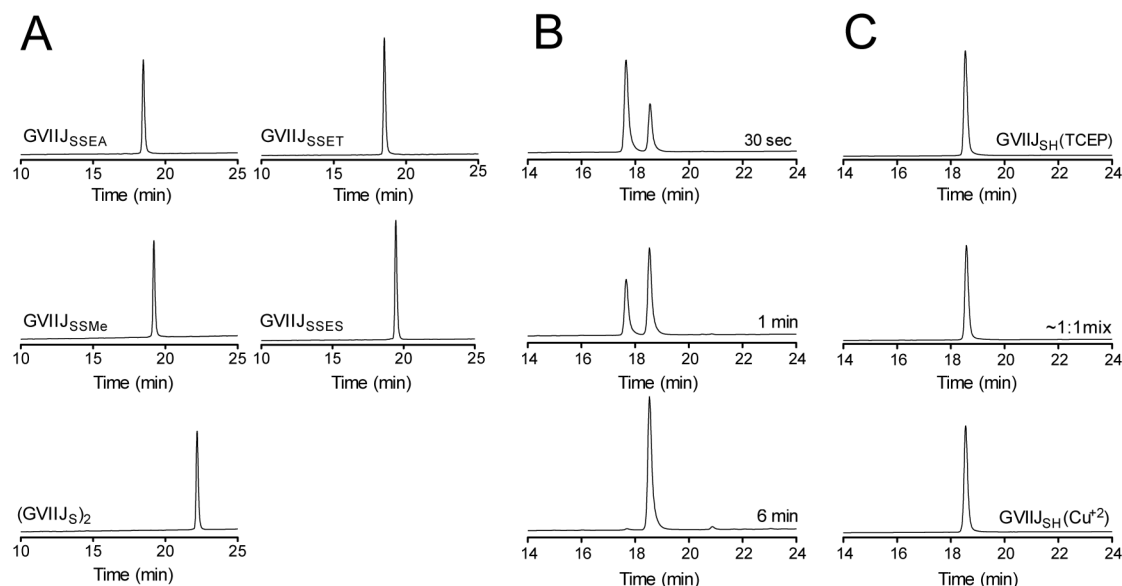 A
B
C
GVIIJSSEA
10 15 20 25
Time (min)
GVIIJSSET
10 15 20 25
Time (min)
30 sec
14 16 18 20 22 24
Time (min)
GVIIJSH(TCEP)
14 16 18 20 22 24
Time (min)
GVIIJSSMe
10 15 20 25
Time (min)
GVIIJSSES
10 15 20 25
Time (min)
1 min
14 16 18 20 22 24
Time (min)
~1:1mix
14 16 18 20 22 24
Time (min)
(GVIIJS)2
10 15 20 25
Time (min)
6 min
14 16 18 20 22 24
Time (min)
GVIIJSH(Cu+2)
14 16 18 20 22 24
Time (min)